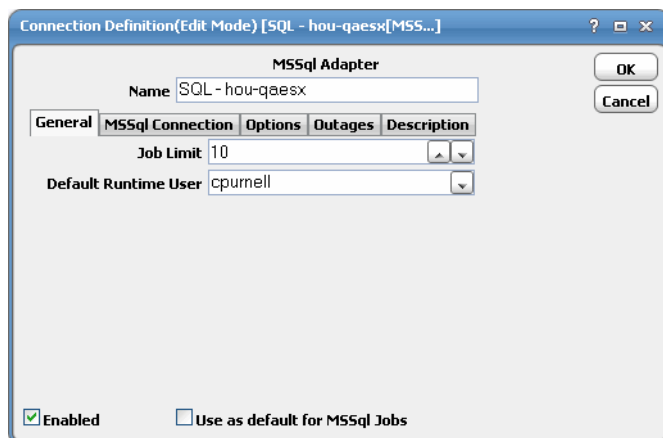 Connection Definition(Edit Mode) [SQL - hou-qaesx[MSS...] ?
MSSql Adapter
OK
Name SQL - hou-qaesx
Cancel
General MSSql Connection Options Outages Description
Job Limit 10
Default Runtime User cpurnell
Enabled Use as default for MSSql Jobs